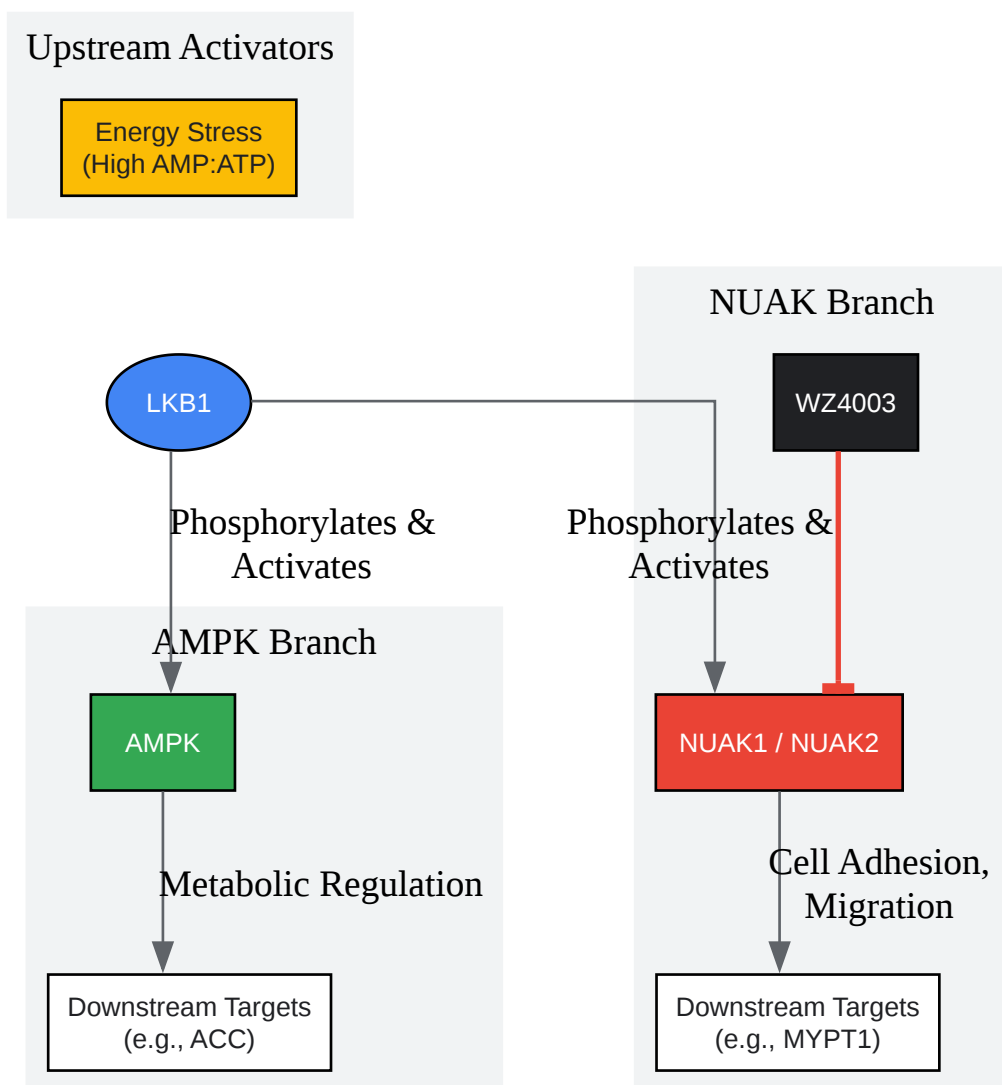 Upstream Activators
Energy Stress
(High AMP:ATP)
NUAK Branch
LKB1
WZ4003
Phosphorylates &
Activates
Phosphorylates &
Activates
AMPK Branch
AMPK
NUAK1 / NUAK2
Metabolic Regulation
Cell Adhesion,
Migration
Downstream Targets
(e.g., ACC)
Downstream Targets
(e.g., MYPT1)